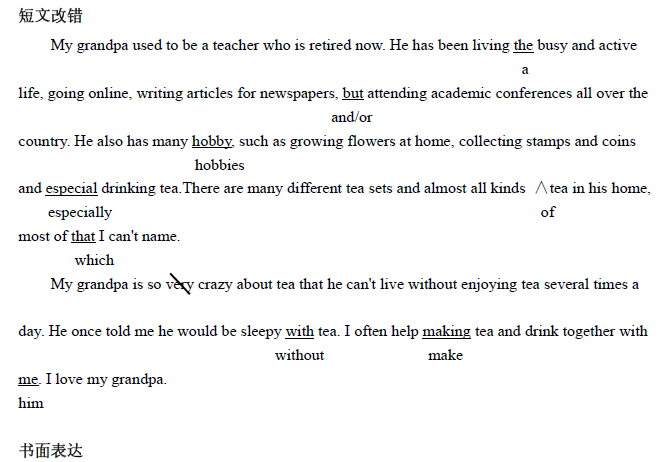 短文改错
My grandpa used to be a teacher who is retired now. He has been living the busy and active
a
life, going online, writing articles for newspapers, but attending academic conferences all over the
and/or
country. He also has many hobby, such as growing flowers at home, collecting stamps and coins
hobbies
and especial drinking tea.There are many different tea sets and almost all kinds ∧tea in his home,
especially of
most of that I can't name.
which
My grandpa is so very crazy about tea that he can't live without enjoying tea several times a
day. He once told me he would be sleepy with tea. I often help making tea and drink together with
without make
me. I love my grandpa.
him
书面表达